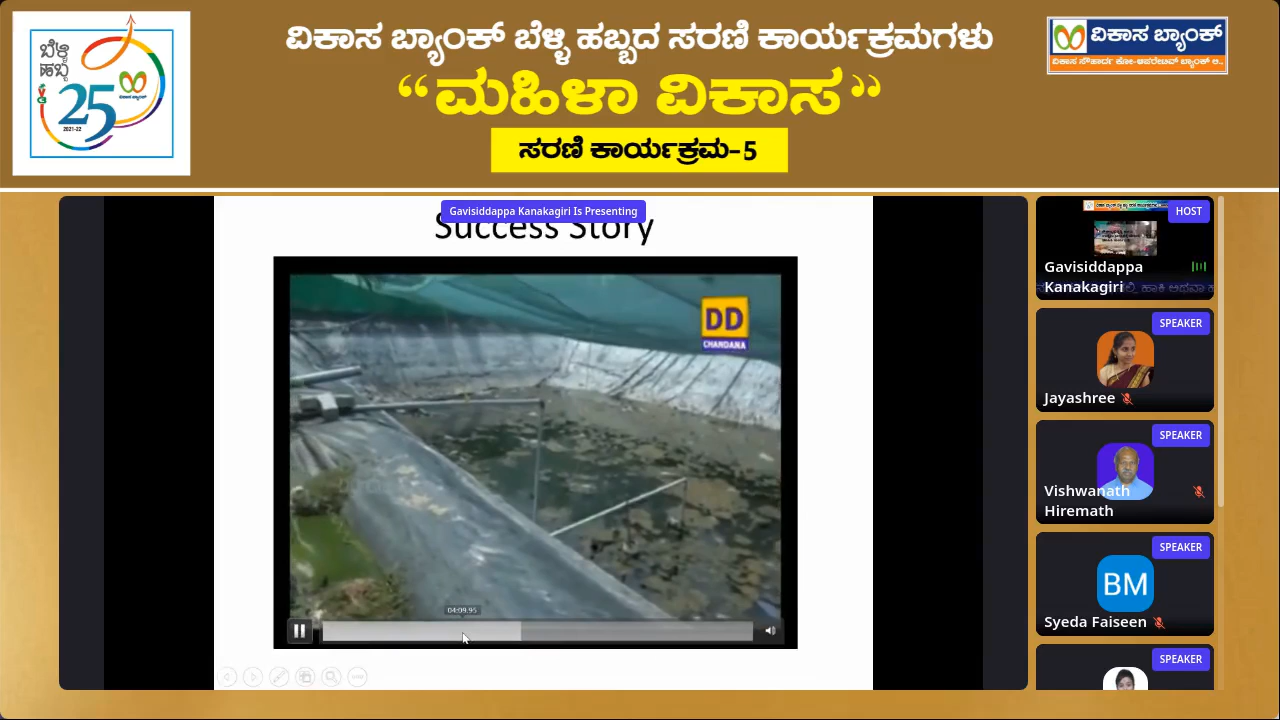 ಬೆಳ್ಳಿ
ಹಬ್ಬ
25
2021-22
ವಿಕಾಸ ಬ್ಯಾಂಕ್ ಬೆಳ್ಳಿ ಹಬ್ಬದ ಸರಣಿ ಕಾರ್ಯಕ್ರಮಗಳು
“ಮಹಿಳಾ ವಿಕಾಸ”
ಸರಣಿ ಕಾರ್ಯಕ್ರಮ-5
ವಿಕಾಸ ಬ್ಯಾಂಕ್
ವಿಕಾಸ ಸೌಹಾರ್ದ ಕೋ-ಆಪರೇಟಿವ್ ಬ್ಯಾಂಕ್ ಲಿ.,
Gavisiddappa Kanakagiri Is Presenting
Success Story
DD
CHANDANA
04:09.95
HOST
Gavisiddappa
Kanakagiri
SPEAKER
Jayashree
SPEAKER
Vishwanath
Hiremath
SPEAKER
BM
Syeda Faiseen
SPEAKER